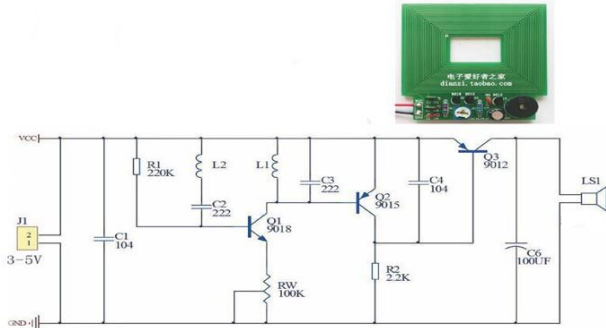 电子爱好者之家
dianzi.taobao.com
VCC
R1
220K
L2
L1
C2
222
C3
222
Q1
9018
Q2
9015
C4
104
Q3
9012
LS1
J1
2
1
3-5V
C1
104
RW
100K
R2
2.2K
C6
100UF
GND